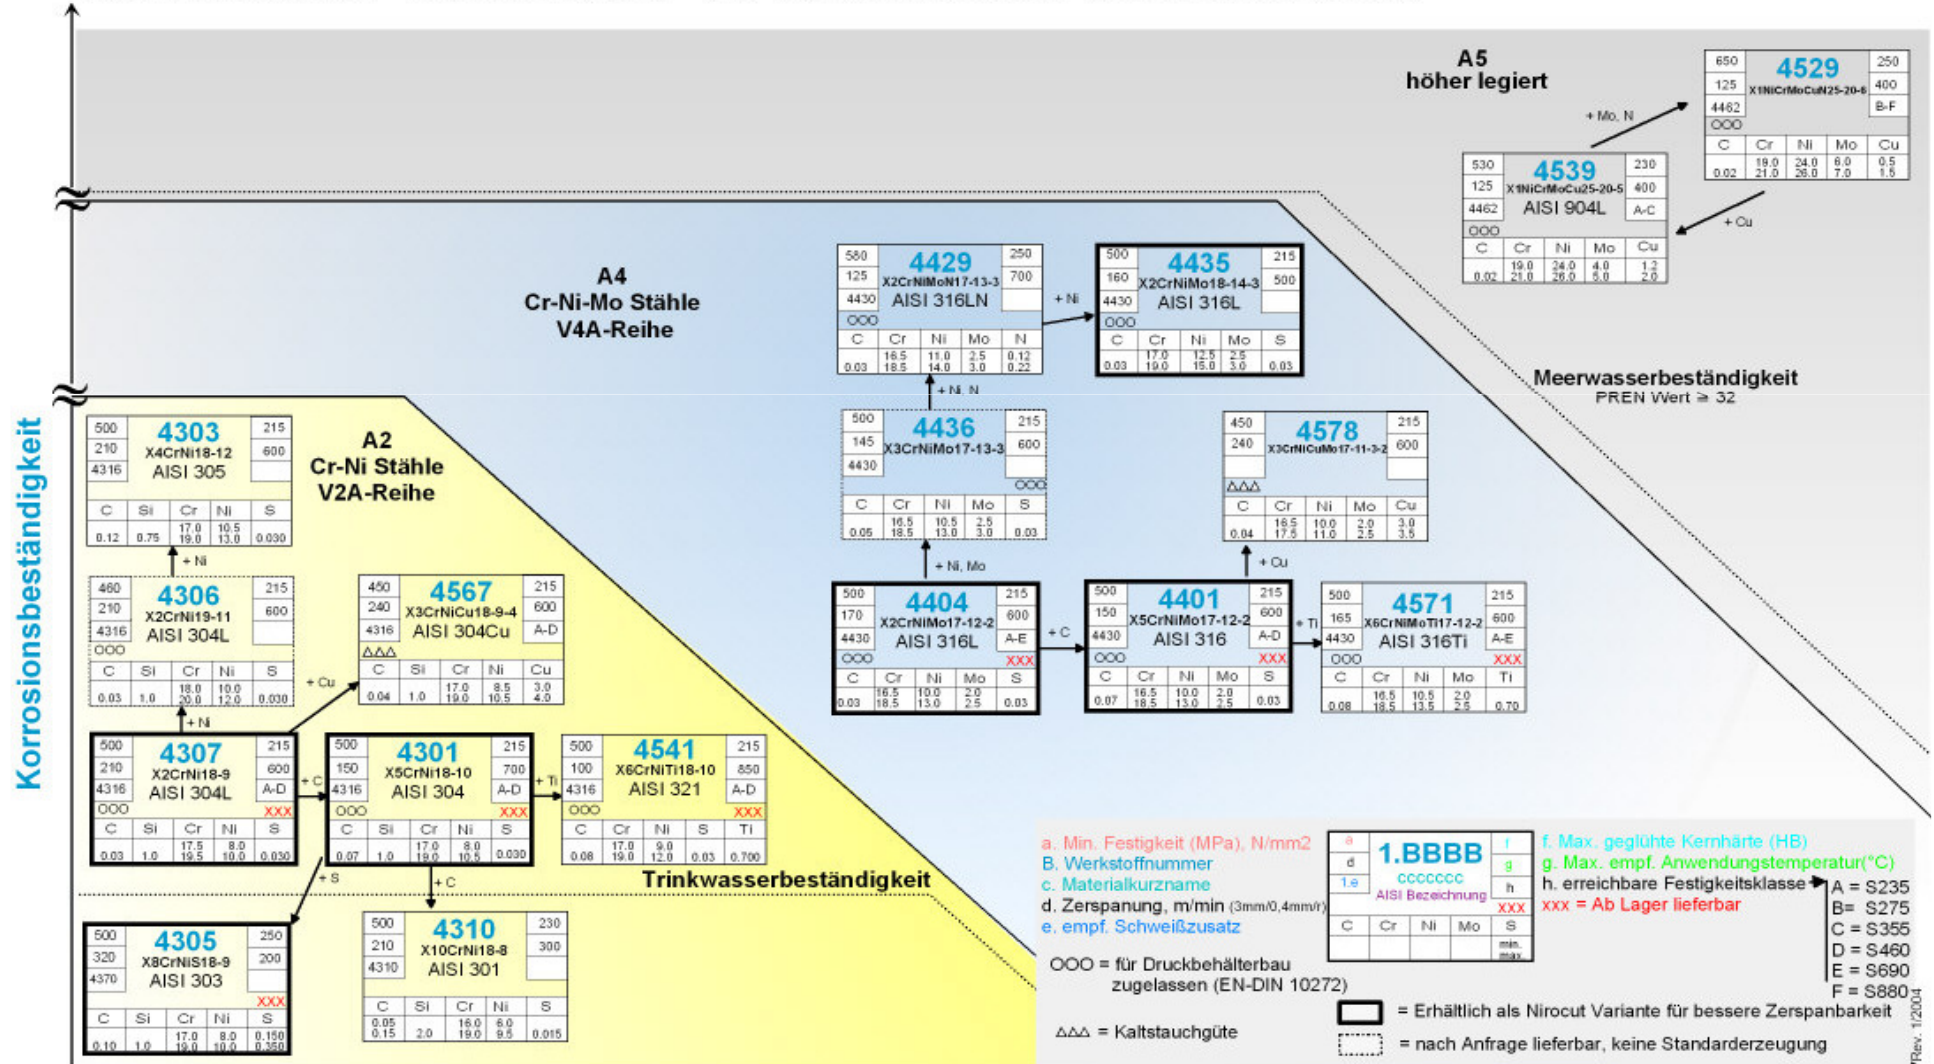 Korrosionsbeständigkeit
A5
höher legiert
650
125
4462
OOO
4529
X1NiCrMoCuN25-20-6
250
400
B-F
C Cr Ni Mo Cu
19.0 24.0 6.0 0.5
0.02 21.0 26.0 7.0 1.5
+ Mo, N
+ Cu
530
125
4462
OOO
4539
X1NiCrMoCu25-20-5
AISI 904L
230
400
A-C
C Cr Ni Mo Cu
19.0 24.0 4.0 1.2
0.02 21.0 26.0 5.0 2.0
Meerwasserbeständigkeit
PREN Wert ≥ 32
A4
Cr-Ni-Mo Stähle
V4A-Reihe
580
125
4430
OOO
4429
X2CrNiMoN17-13-3
AISI 316LN
250
700
C Cr Ni Mo N
16.5 11.0 2.5 0.12
0.03 18.5 14.0 3.0 0.22
+ Ni
500
160
4430
OOO
4435
X2CrNiMo18-14-3
AISI 316L
215
500
C Cr Ni Mo S
17.0 12.5 2.5
0.03 19.0 15.0 3.0 0.03
+ Ni, N
500
145
4430
4436
X3CrNiMo17-13-3
215
600
OOO
C Cr Ni Mo S
16.5 10.5 2.5
0.05 18.5 13.0 3.0 0.03
450
240
ΔΔΔ
4578
X3CrNiCuMo17-11-3-2
215
600
C Cr Ni Mo Cu
16.5 10.0 2.0 3.0
0.04 17.5 11.0 2.5 3.5
+ Ni, Mo
+ Cu
500
170
4430
OOO
4404
X2CrNiMo17-12-2
AISI 316L
215
600
A-E
XXX
C Cr Ni Mo S
16.5 10.0 2.0
0.03 18.5 13.0 2.5 0.03
+ C
500
150
4430
OOO
4401
X5CrNiMo17-12-2
AISI 316
215
600
A-D
XXX
C Cr Ni Mo S
16.5 10.0 2.0
0.07 18.5 13.0 2.5 0.03
+ Ti
500
165
4430
OOO
4571
X6CrNiMoTi17-12-2
AISI 316Ti
215
600
A-E
XXX
C Cr Ni Mo Ti
16.5 10.5 2.0
0.08 18.5 13.5 2.5 0.70
A2
Cr-Ni Stähle
V2A-Reihe
500
210
4316
4303
X4CrNi18-12
AISI 305
215
600
C Si Cr Ni S
17.0 10.5
0.12 0.75 19.0 13.0 0.030
+ Ni
460
210
4316
OOO
4306
X2CrNi19-11
AISI 304L
215
600
C Si Cr Ni S
18.0 10.0
0.03 1.0 20.0 12.0 0.030
450
240
4316
ΔΔΔ
4567
X3CrNiCu18-9-4
AISI 304Cu
215
600
A-D
C Si Cr Ni Cu
17.0 8.5 3.0
0.04 1.0 19.0 10.5 4.0
+ Cu
+ Ni
500
210
4316
OOO
4307
X2CrNi18-9
AISI 304L
215
600
A-D
XXX
C Si Cr Ni S
17.5 8.0
0.03 1.0 19.5 10.0 0.030
+ C
500
150
4316
OOO
4301
X5CrNi18-10
AISI 304
215
700
A-D
XXX
C Si Cr Ni S
17.0 8.0
0.07 1.0 19.0 10.5 0.030
+ Ti
500
100
4316
OOO
4541
X6CrNiTi18-10
AISI 321
215
850
A-D
XXX
C Cr Ni S Ti
17.0 9.0
0.08 19.0 12.0 0.03 0.700
+ S
+ C
Trinkwasserbeständigkeit
500
320
4370
4305
X8CrNiS18-9
AISI 303
250
200
XXX
C Si Cr Ni S
17.0 8.0 0.150
0.10 1.0 19.0 10.0 0.350
500
210
4310
4310
X10CrNi18-8
AISI 301
230
300
C Si Cr Ni S
0.05 16.0 6.0
0.15 2.0 19.0 9.5 0.015
a. Min. Festigkeit (MPa), N/mm2
B. Werkstoffnummer
c. Materialkurzname
d. Zerspanung, m/min (3mm/0,4mm/r)
e. empf. Schweißzusatz
OOO = für Druckbehälterbau
zugelassen (EN-DIN 10272)
ΔΔΔ = Kaltstauchgüte
a
d
1.e
1.BBBB
ccccccc
AISI Bezeichnung
f
g
h
XXX
C Cr Ni Mo S
min.
max.
f. Max. geglühte Kernhärte (HB)
g. Max. empf. Anwendungstemperatur(°C)
h. erreichbare Festigkeitsklasse
xxx = Ab Lager lieferbar
A = S235
B= S275
C = S355
D = S460
E = S690
F = S880
= Erhältlich als Nirocut Variante für bessere Zerspanbarkeit
= nach Anfrage lieferbar, keine Standarderzeugung
Rev. 1/2004